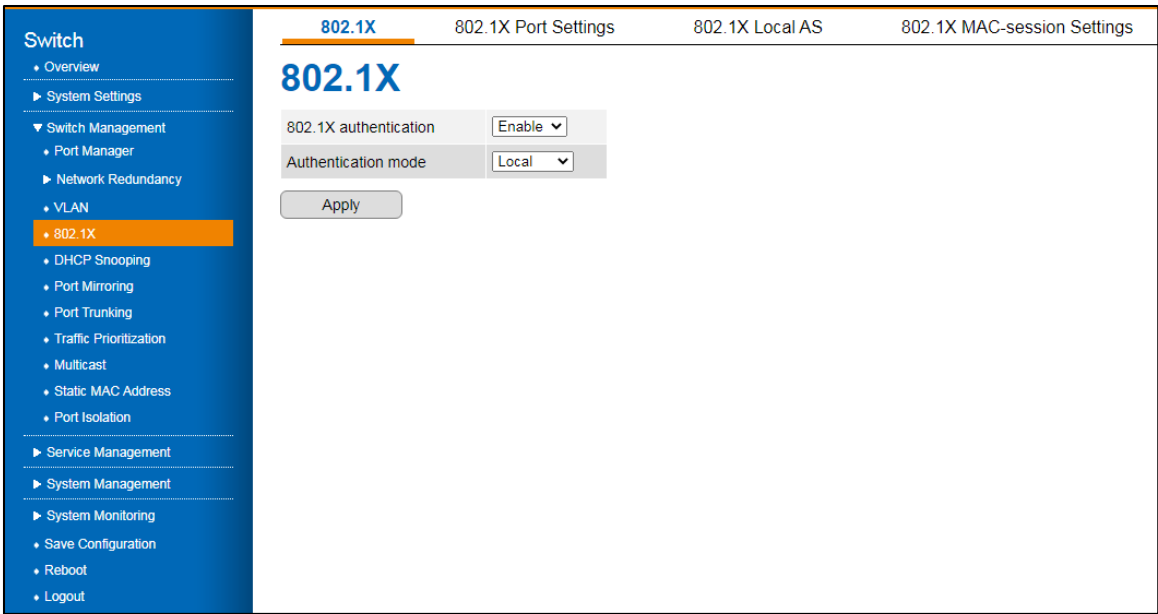 Switch
Overview
System Settings
Switch Management
Port Manager
Network Redundancy
VLAN
802.1X
DHCP Snooping
Port Mirroring
Port Trunking
Traffic Prioritization
Multicast
Static MAC Address
Port Isolation
Service Management
System Management
System Monitoring
Save Configuration
Reboot
Logout
802.1X 802.1X Port Settings 802.1X Local AS 802.1X MAC-session Settings
802.1X
802.1X authentication Enable
Authentication mode Local
Apply